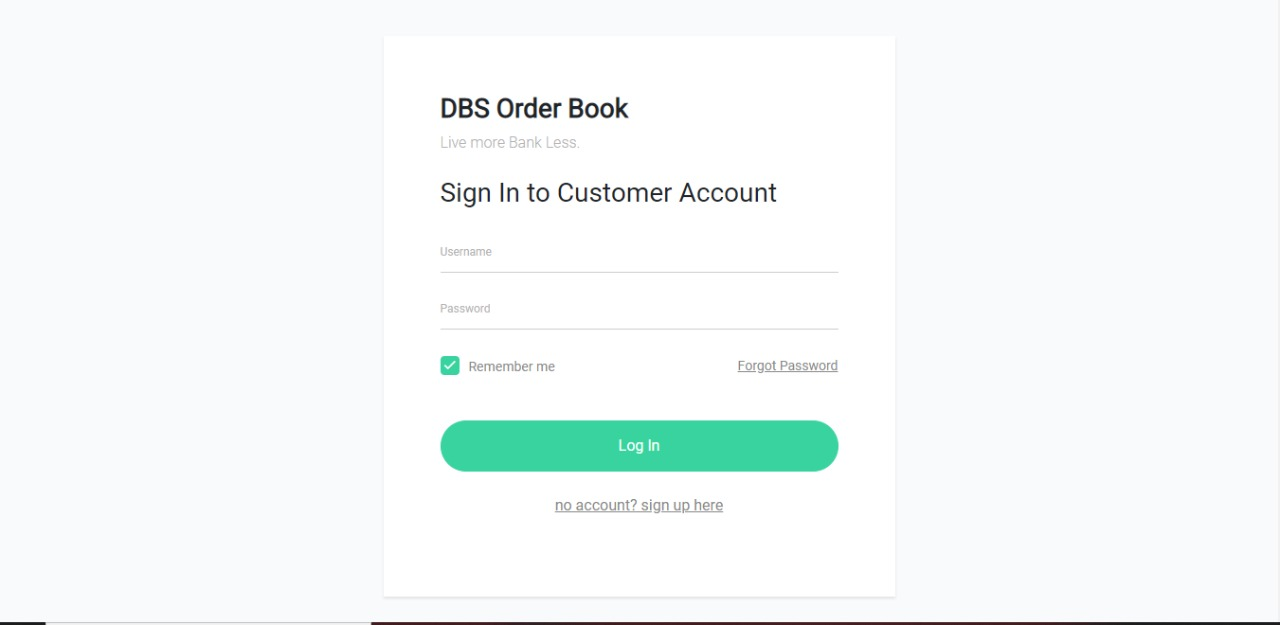 DBS Order Book
Live more Bank Less.
Sign In to Customer Account
Username
Password
Remember me
Forgot Password
Log In
no account? sign up here